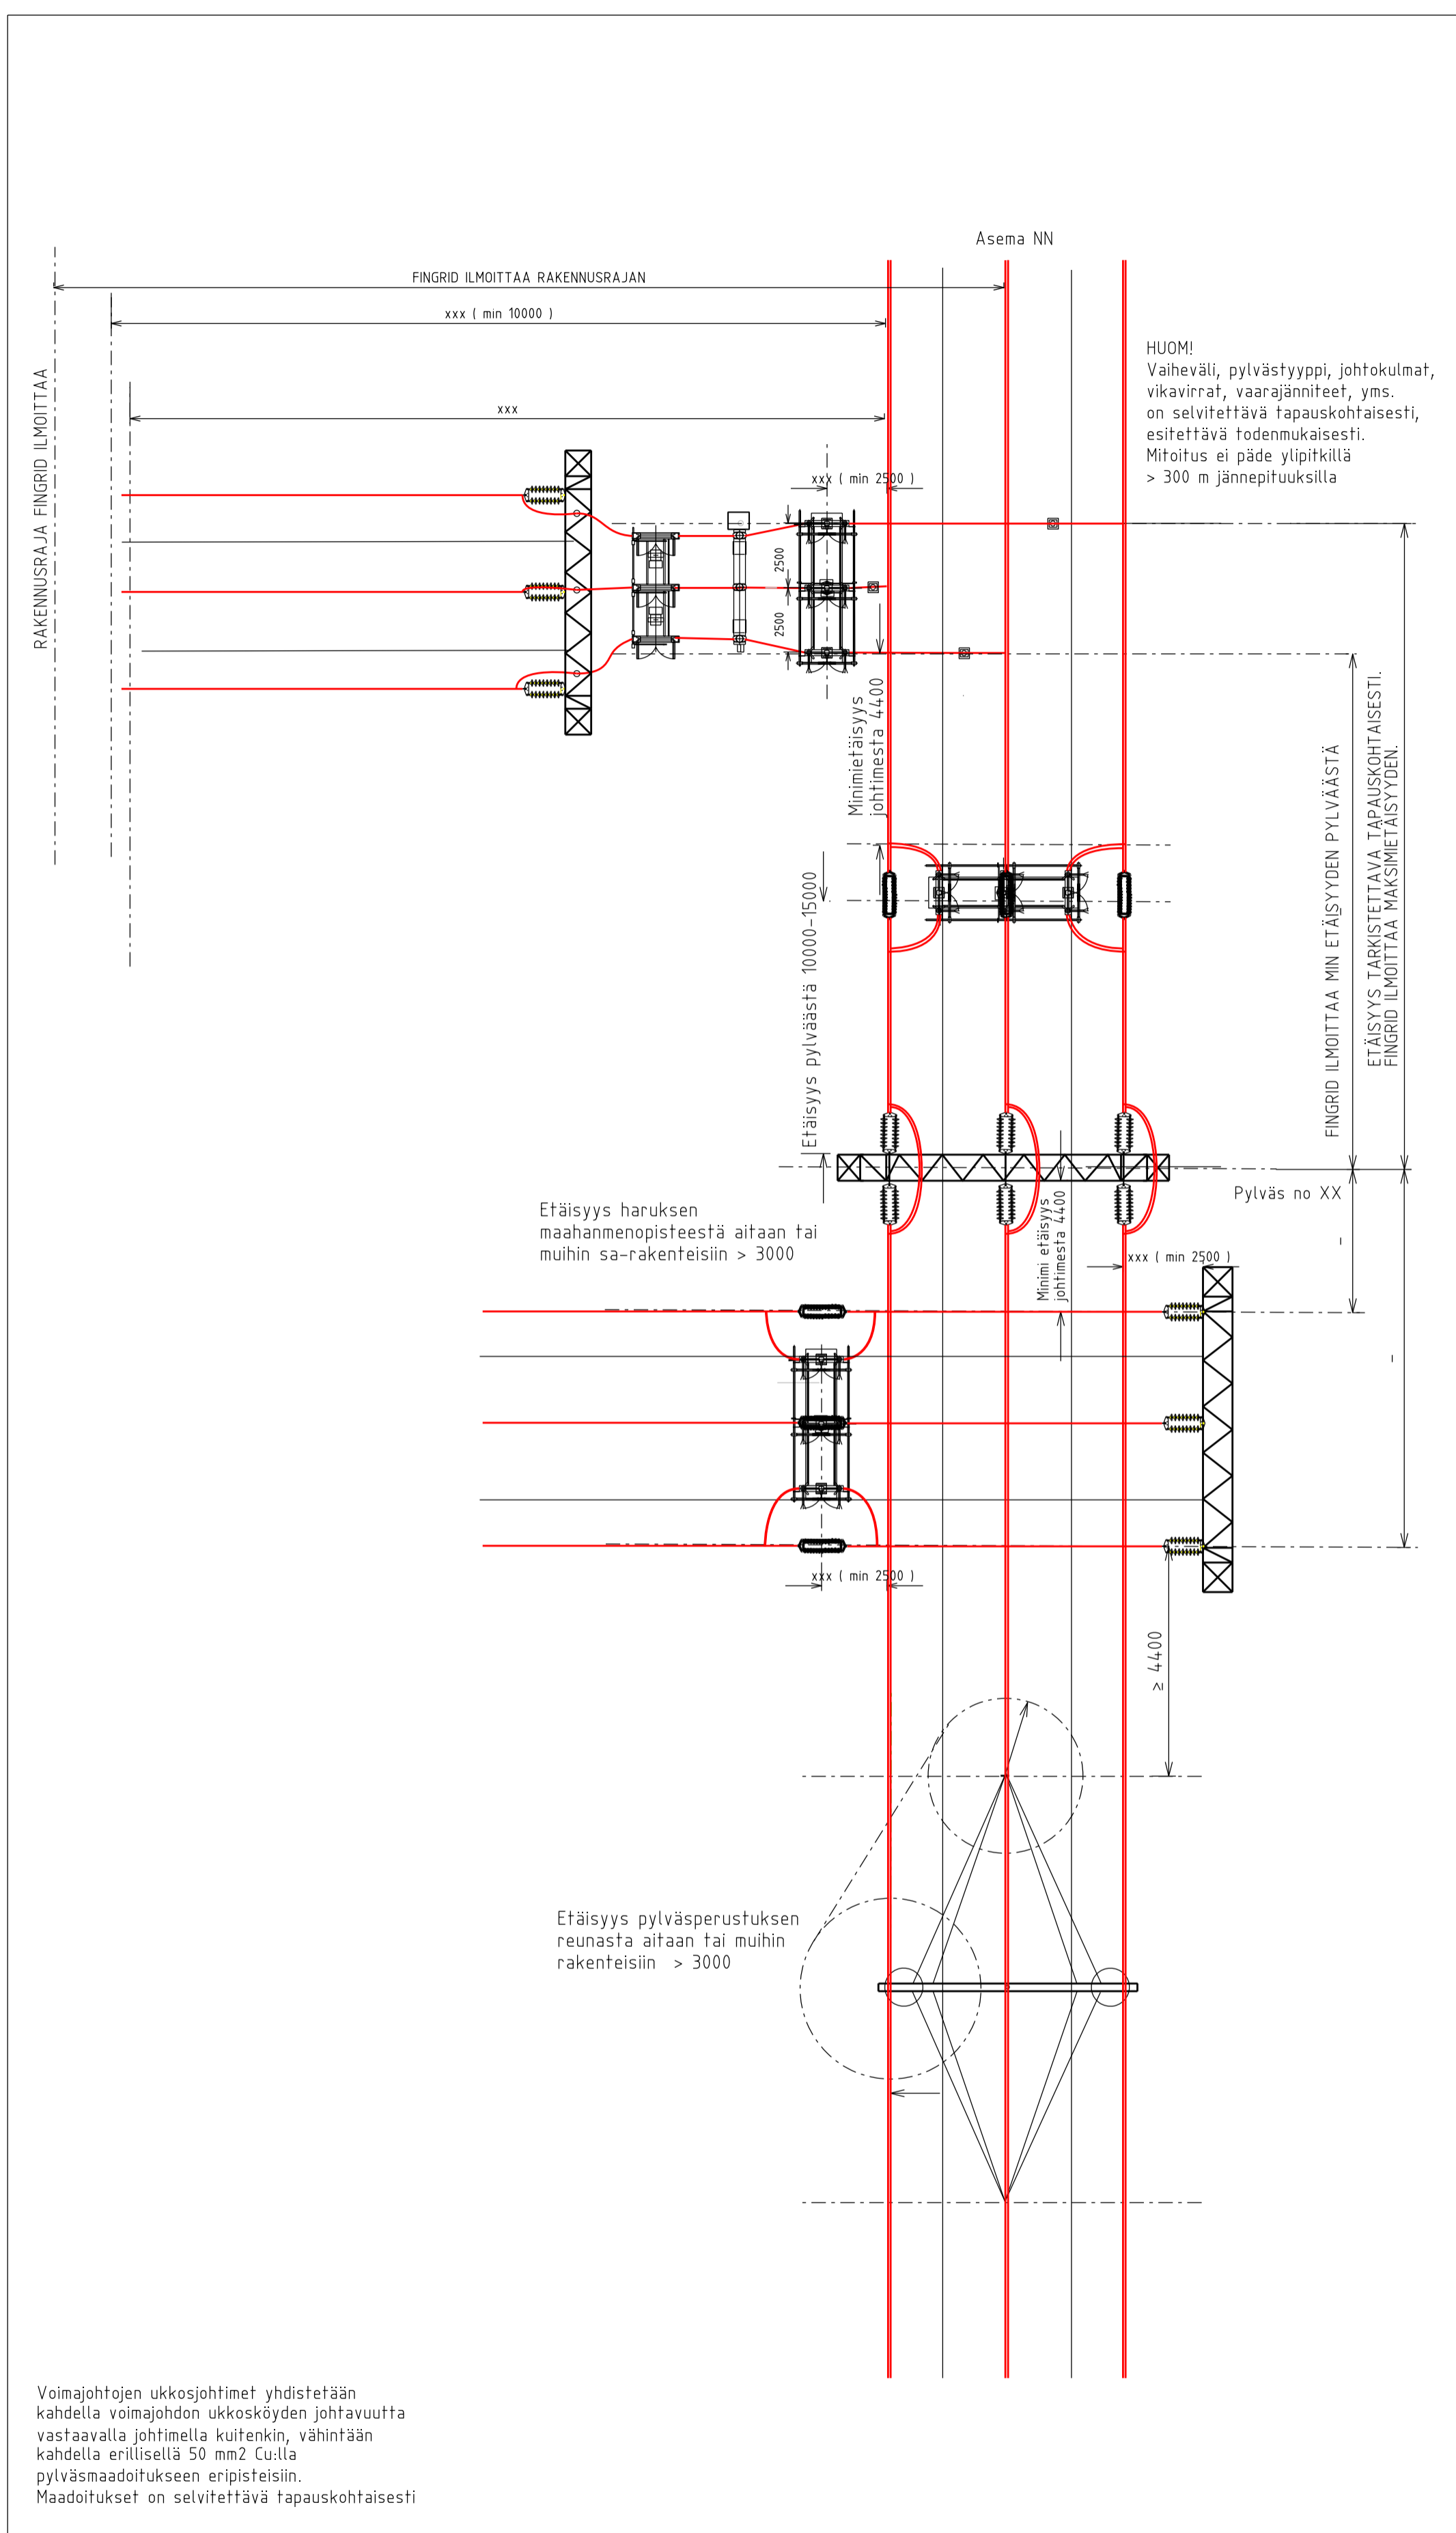 Asema NN
FINGRID ILMOITTAA RAKENNUSRAJAN
xxx ( min 10000 )
xxx
RAKENNUSRAJA FINGRID ILMOITTAA
HUOM!
Vaiheväli, pylvästyyppi, johtokulmat,
vikavirrat, vaarajännitteet, yms.
on selvitettävä tapauskohtaisesti,
esitettävä todenmukaisesti.
Mitoitus ei päde ylipitkillä
> 300 m jännepituuksilla
xxx ( min 2500 )
2500
2500
Minimietäisyys
johtimesta 4400
Etäisyys pylväästä 10000-15000
FINGRID ILMOITTAA MIN ETÄISYYDEN PYLVÄÄSTÄ
ETÄISYYS TARKISTETTAVA TAPAUSKOHTAISESTI.
FINGRID ILMOITTAA MAKSIMIETÄISYYDEN.
Pylväs no XX
Etäisyys haruksen
maahanmenopisteestä aitaan tai
muihin sa-rakenteisiin > 3000
Minimi etäisyys
johtimesta 4400
xxx ( min 2500 )
-
-
xxx ( min 2500 )
≥ 4400
Etäisyys pylväsperustuksen
reunasta aitaan tai muihin
rakenteisiin > 3000
Voimajohtojen ukkosjohtimet yhdistetään
kahdella voimajohdon ukkosköyden johtavuutta
vastaavalla johtimella kuitenkin, vähintään
kahdella erillisellä 50 mm2 Cu:lla
pylväsmaadoitukseen eripisteisiin.
Maadoitukset on selvitettävä tapauskohtaisesti